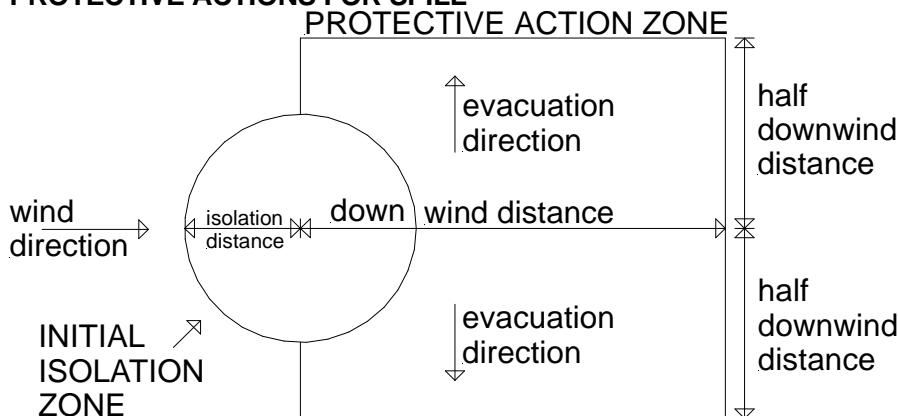 PROTECTIVE ACTIONS FOR SPILL
PROTECTIVE ACTION ZONE
evacuation
direction
half
downwind
distance
wind
direction
isolation
distance
down wind distance
INITIAL
ISOLATION
ZONE
evacuation
direction
half
downwind
distance